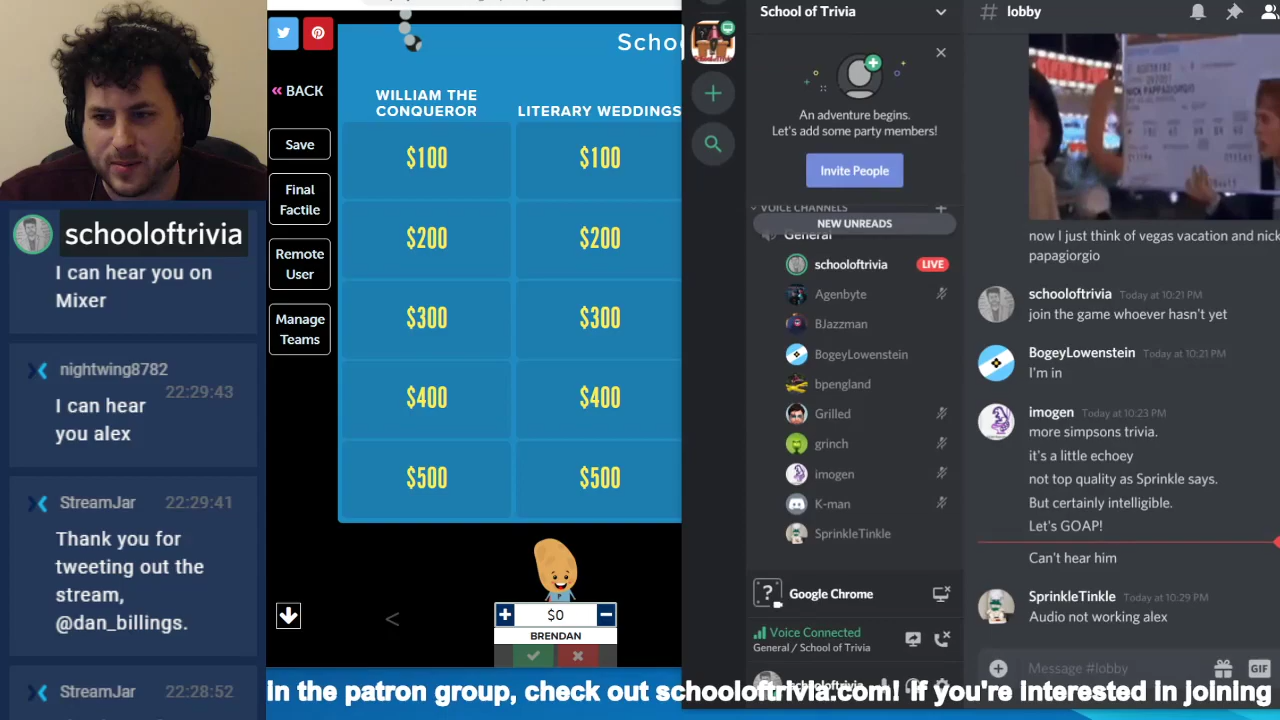 schooloftrivia
I can hear you on
Mixer
nightwing8782
22:29:43
I can hear
you alex
StreamJar
22:29:41
Thank you for
tweeting out the
stream,
@dan_billings.
StreamJar
22:28:52
BACK
Save
Final
Factile
Remote
User
Manage
Teams
Schoo
WILLIAM THE
CONQUEROR
LITERARY WEDDINGS
$100
$100
$200
$200
$300
$300
$400
$400
$500
$500
+
$0
−
BRENDAN
School of Trivia
An adventure begins.
Let's add some party members!
Invite People
VOICE CHANNELS
NEW UNREADS
General
schooloftrivia
LIVE
Agenbyte
BJazzman
BogeyLowenstein
bpengland
Grilled
grinch
imogen
K-man
SprinkleTinkle
Google Chrome
Voice Connected
General / School of Trivia
schooloftrivia
# lobby
NICK PAPPAGIORGIO
now I just think of vegas vacation and nick
papagiorgio
schooloftrivia Today at 10:21 PM
join the game whoever hasn't yet
BogeyLowenstein Today at 10:21 PM
I'm in
imogen Today at 10:23 PM
more simpsons trivia.
it's a little echoey
not top quality as Sprinkle says.
But certainly intelligible.
Let's GOAP!
Can't hear him
SprinkleTinkle Today at 10:29 PM
Audio not working alex
Message #lobby
GIF
in the patron group, check out schooloftrivia.com! If you're interested in joining